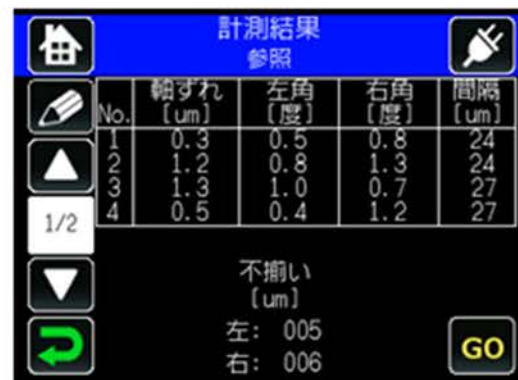 計測結果
参照
No. 軸ずれ [um] 左角 [度] 右角 [度] 間隔 [um]
1 0.3 0.5 0.8 24
2 1.2 0.8 1.3 24
3 1.3 1.0 0.7 27
4 0.5 0.4 1.2 27
1/2
不揃い
[um]
左: 005
右: 006
GO